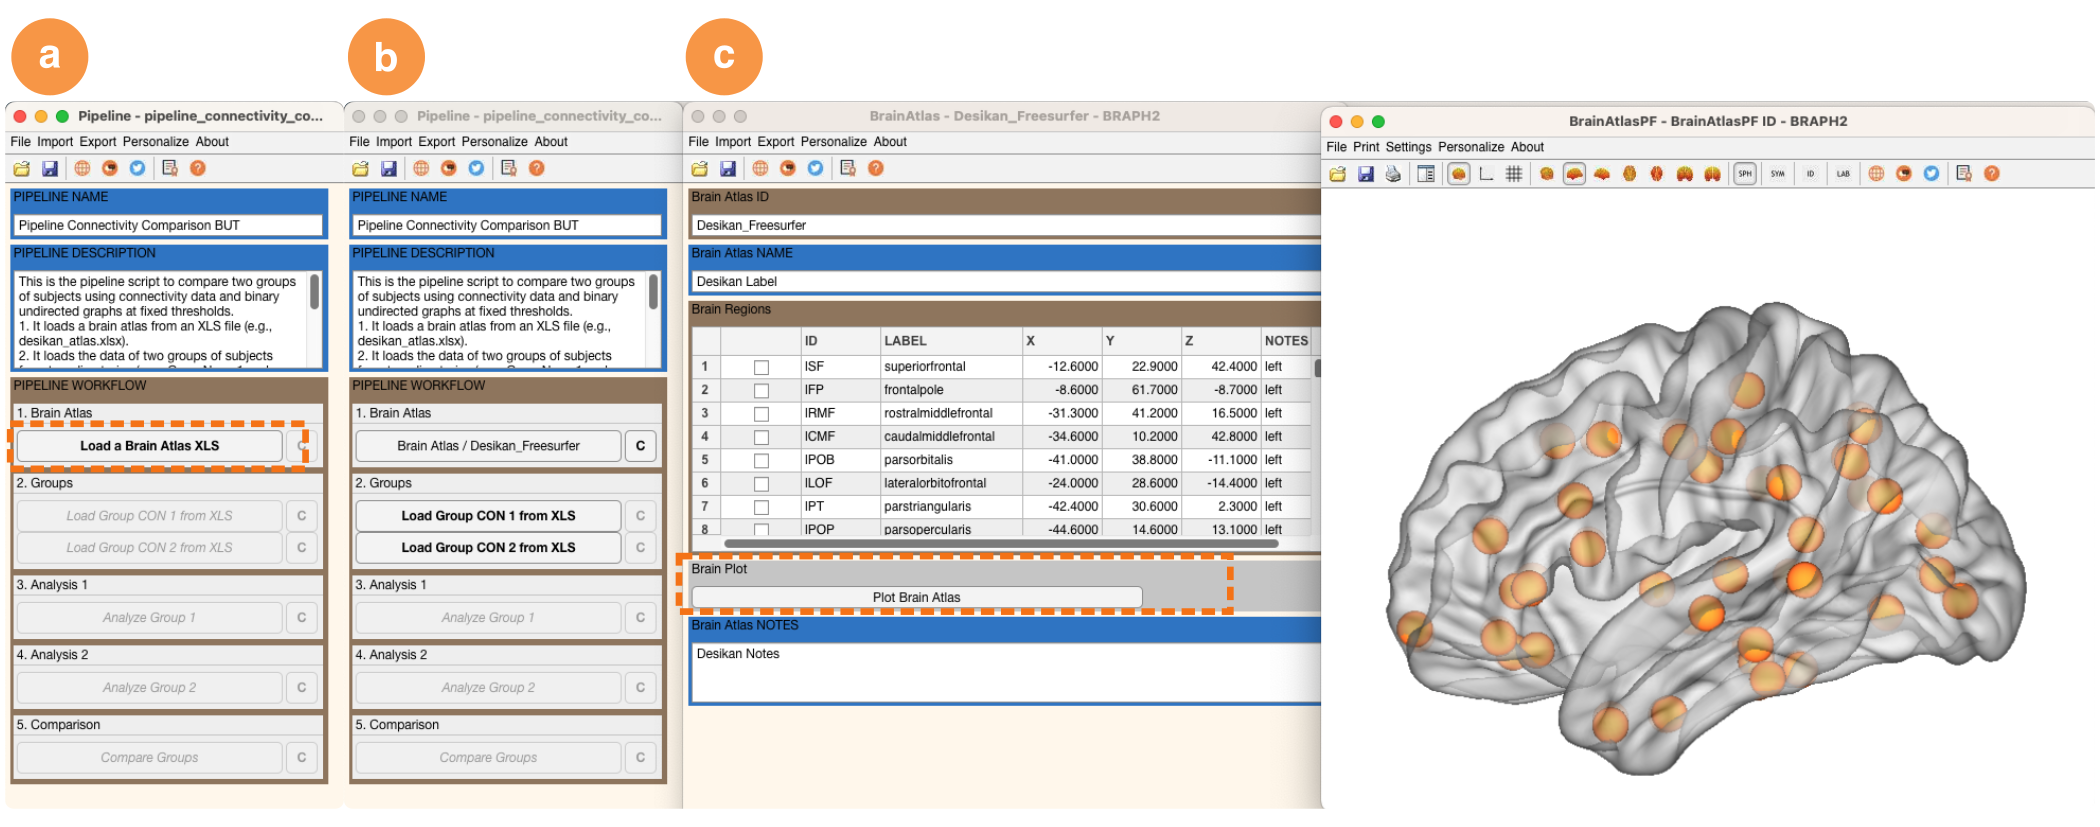 a
b
c
Pipeline - pipeline_connectivity_co...
File Import Export Personalize About
PIPELINE NAME
Pipeline Connectivity Comparison BUT
PIPELINE DESCRIPTION
This is the pipeline script to compare two groups
of subjects using connectivity data and binary
undirected graphs at fixed thresholds.
1. It loads a brain atlas from an XLS file (e.g.,
desikan_atlas.xlsx).
2. It loads the data of two groups of subjects
PIPELINE WORKFLOW
1. Brain Atlas
Load a Brain Atlas XLS
C
2. Groups
Load Group CON 1 from XLS
C
Load Group CON 2 from XLS
C
3. Analysis 1
Analyze Group 1
C
4. Analysis 2
Analyze Group 2
C
5. Comparison
Compare Groups
C
Pipeline - pipeline_connectivity_co...
File Import Export Personalize About
PIPELINE NAME
Pipeline Connectivity Comparison BUT
PIPELINE DESCRIPTION
This is the pipeline script to compare two groups
of subjects using connectivity data and binary
undirected graphs at fixed thresholds.
1. It loads a brain atlas from an XLS file (e.g.,
desikan_atlas.xlsx).
2. It loads the data of two groups of subjects
PIPELINE WORKFLOW
1. Brain Atlas
Brain Atlas / Desikan_Freesurfer
C
2. Groups
Load Group CON 1 from XLS
C
Load Group CON 2 from XLS
C
3. Analysis 1
Analyze Group 1
C
4. Analysis 2
Analyze Group 2
C
5. Comparison
Compare Groups
C
BrainAtlas - Desikan_Freesurfer - BRAPH2
File Import Export Personalize About
Brain Atlas ID
Desikan_Freesurfer
Brain Atlas NAME
Desikan Label
Brain Regions
ID LABEL X Y Z NOTES
1 lSF superiorfrontal -12.6000 22.9000 42.4000 left
2 lFP frontalpole -8.6000 61.7000 -8.7000 left
3 lRMF rostralmiddlefrontal -31.3000 41.2000 16.5000 left
4 lCMF caudalmiddlefrontal -34.6000 10.2000 42.8000 left
5 lPOB parsorbitalis -41.0000 38.8000 -11.1000 left
6 lLOF lateralorbitofrontal -24.0000 28.6000 -14.4000 left
7 lPT parstriangularis -42.4000 30.6000 2.3000 left
8 lPOP parsopercularis -44.6000 14.6000 13.1000 left
Brain Plot
Plot Brain Atlas
Brain Atlas NOTES
Desikan Notes
BrainAtlasPF - BrainAtlasPF ID - BRAPH2
File Print Settings Personalize About
SPH SYM ID LAB